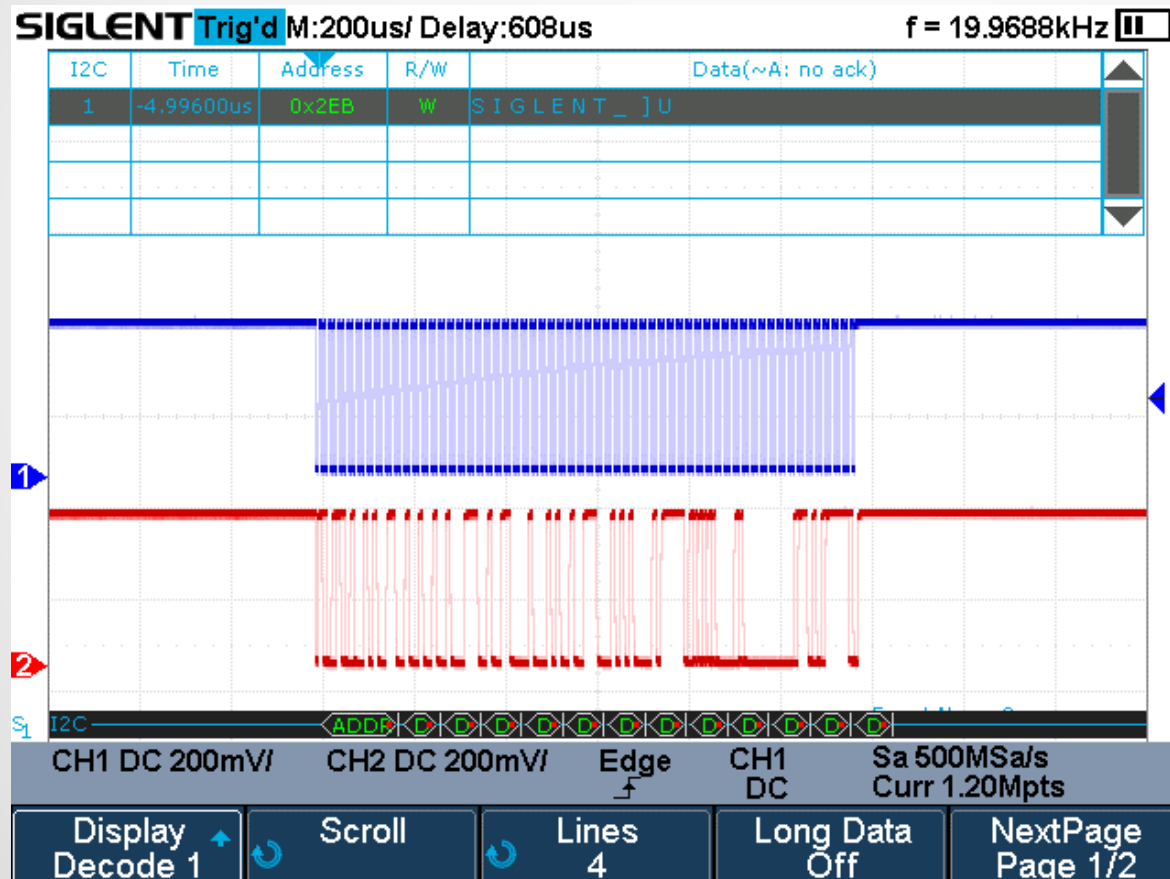 SIGLENT Trig'd M:200us/ Delay:608us f = 19.9688kHz
I2C Time Address R/W Data(~A: no ack)
1 -4.99600us 0x2EB W SIGLENT_ ]U
1
2
S1 I2C ADDR D D D D D D D D D D D D
CH1 DC 200mV/ CH2 DC 200mV/ Edge CH1 Sa 500MSa/s
DC Curr 1.20Mpts
Display Scroll Lines Long Data NextPage
Decode 1 4 Off Page 1/2